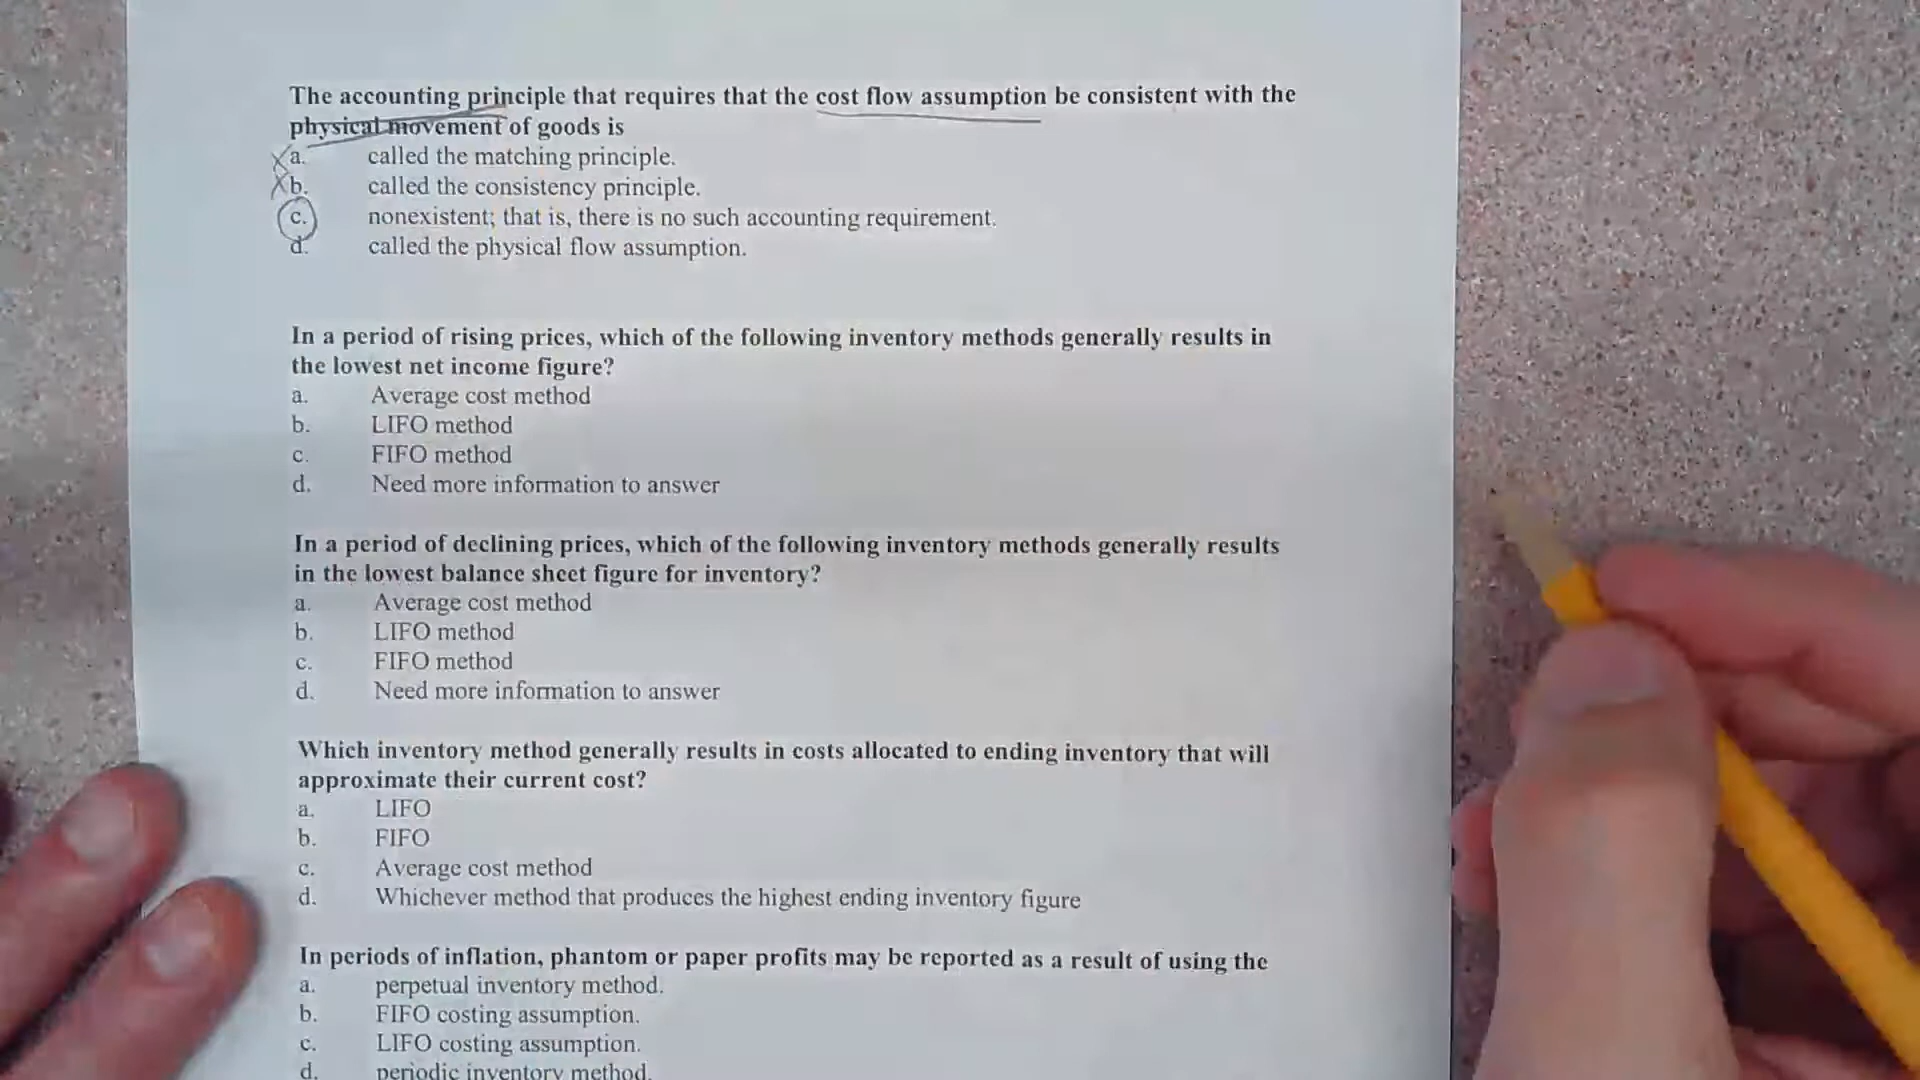 The accounting principle that requires that the cost flow assumption be consistent with the
physical movement of goods is
a. called the matching principle.
b. called the consistency principle.
c. nonexistent; that is, there is no such accounting requirement.
d. called the physical flow assumption.
In a period of rising prices, which of the following inventory methods generally results in
the lowest net income figure?
a. Average cost method
b. LIFO method
c. FIFO method
d. Need more information to answer
In a period of declining prices, which of the following inventory methods generally results
in the lowest balance sheet figure for inventory?
a. Average cost method
b. LIFO method
c. FIFO method
d. Need more information to answer
Which inventory method generally results in costs allocated to ending inventory that will
approximate their current cost?
a. LIFO
b. FIFO
c. Average cost method
d. Whichever method that produces the highest ending inventory figure
In periods of inflation, phantom or paper profits may be reported as a result of using the
a. perpetual inventory method.
b. FIFO costing assumption.
c. LIFO costing assumption.
d. periodic inventory method.